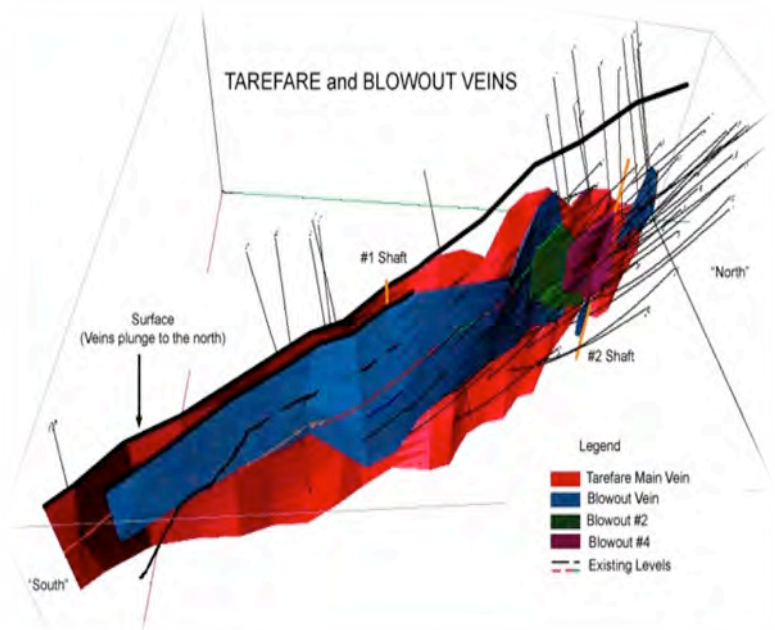 TAREFARE and BLOWOUT VEINS
#1 Shaft
"North"
Surface
(Veins plunge to the north)
#2 Shaft
Legend
Tarefare Main Vein
Blowout Vein
Blowout #2
Blowout #4
Existing Levels
"South"